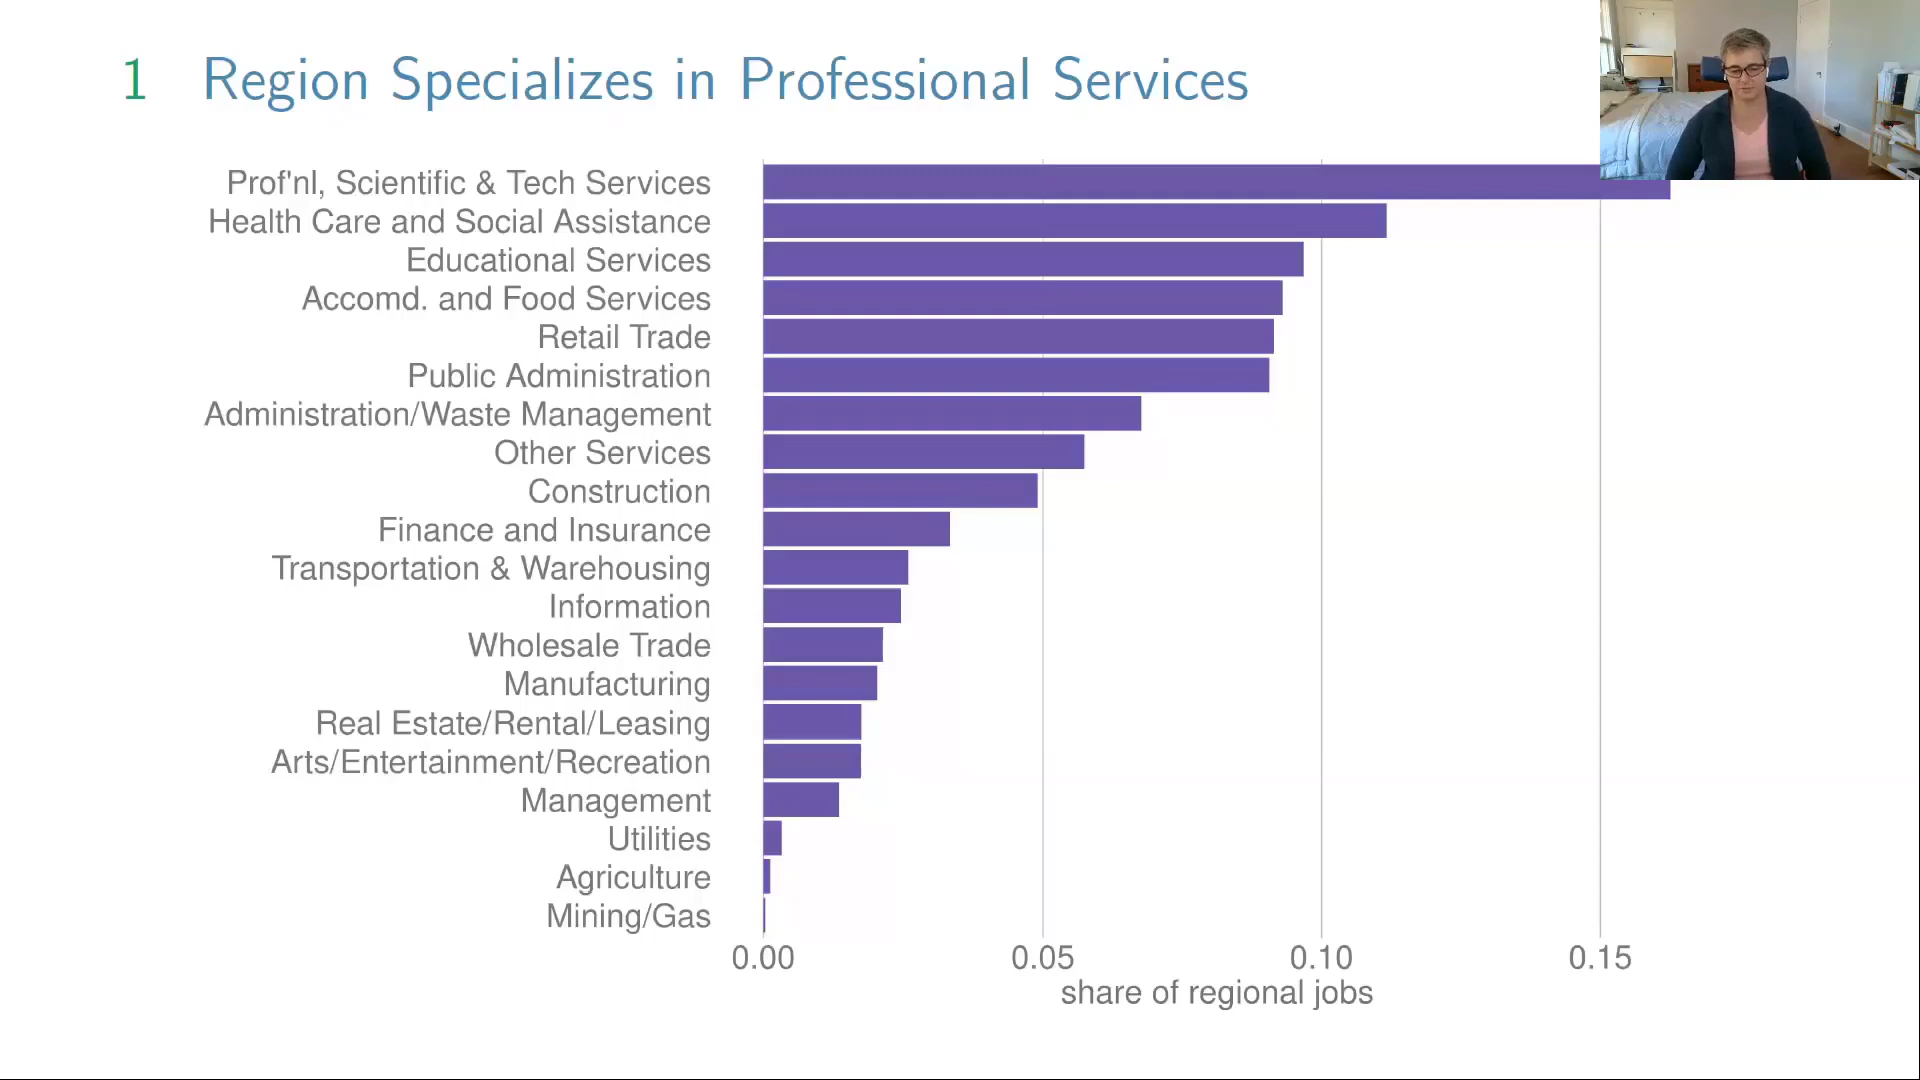 1 Region Specializes in Professional Services
Prof'nl, Scientific & Tech Services
Health Care and Social Assistance
Educational Services
Accomd. and Food Services
Retail Trade
Public Administration
Administration/Waste Management
Other Services
Construction
Finance and Insurance
Transportation & Warehousing
Information
Wholesale Trade
Manufacturing
Real Estate/Rental/Leasing
Arts/Entertainment/Recreation
Management
Utilities
Agriculture
Mining/Gas
0.00 0.05 0.10 0.15
share of regional jobs